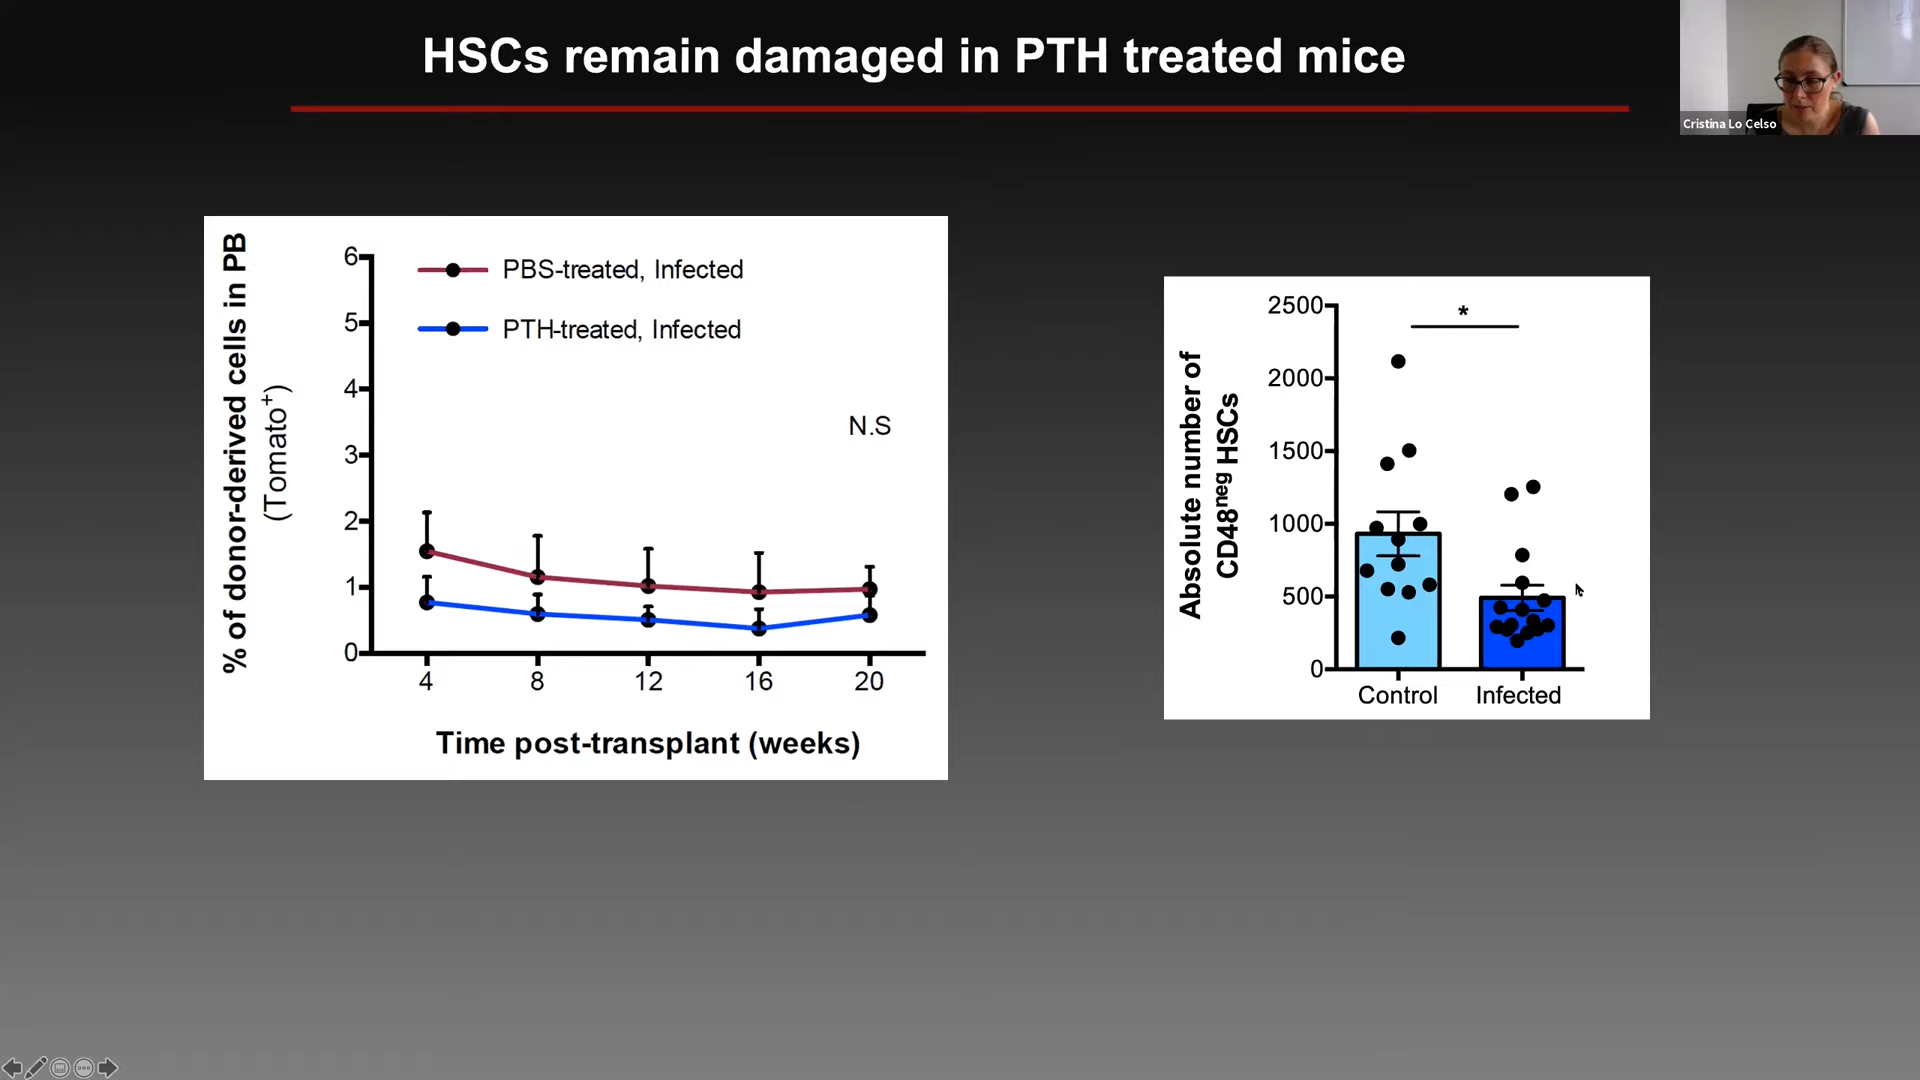 HSCs remain damaged in PTH treated mice
Cristina Lo Celso
% of donor-derived cells in PB
(Tomato⁺)
6
5
4
3
2
1
0
PBS-treated, Infected
PTH-treated, Infected
N.S
4 8 12 16 20
Time post-transplant (weeks)
Absolute number of
CD48ⁿᵉᵍ HSCs
2500
2000
1500
1000
500
0
*
Control Infected